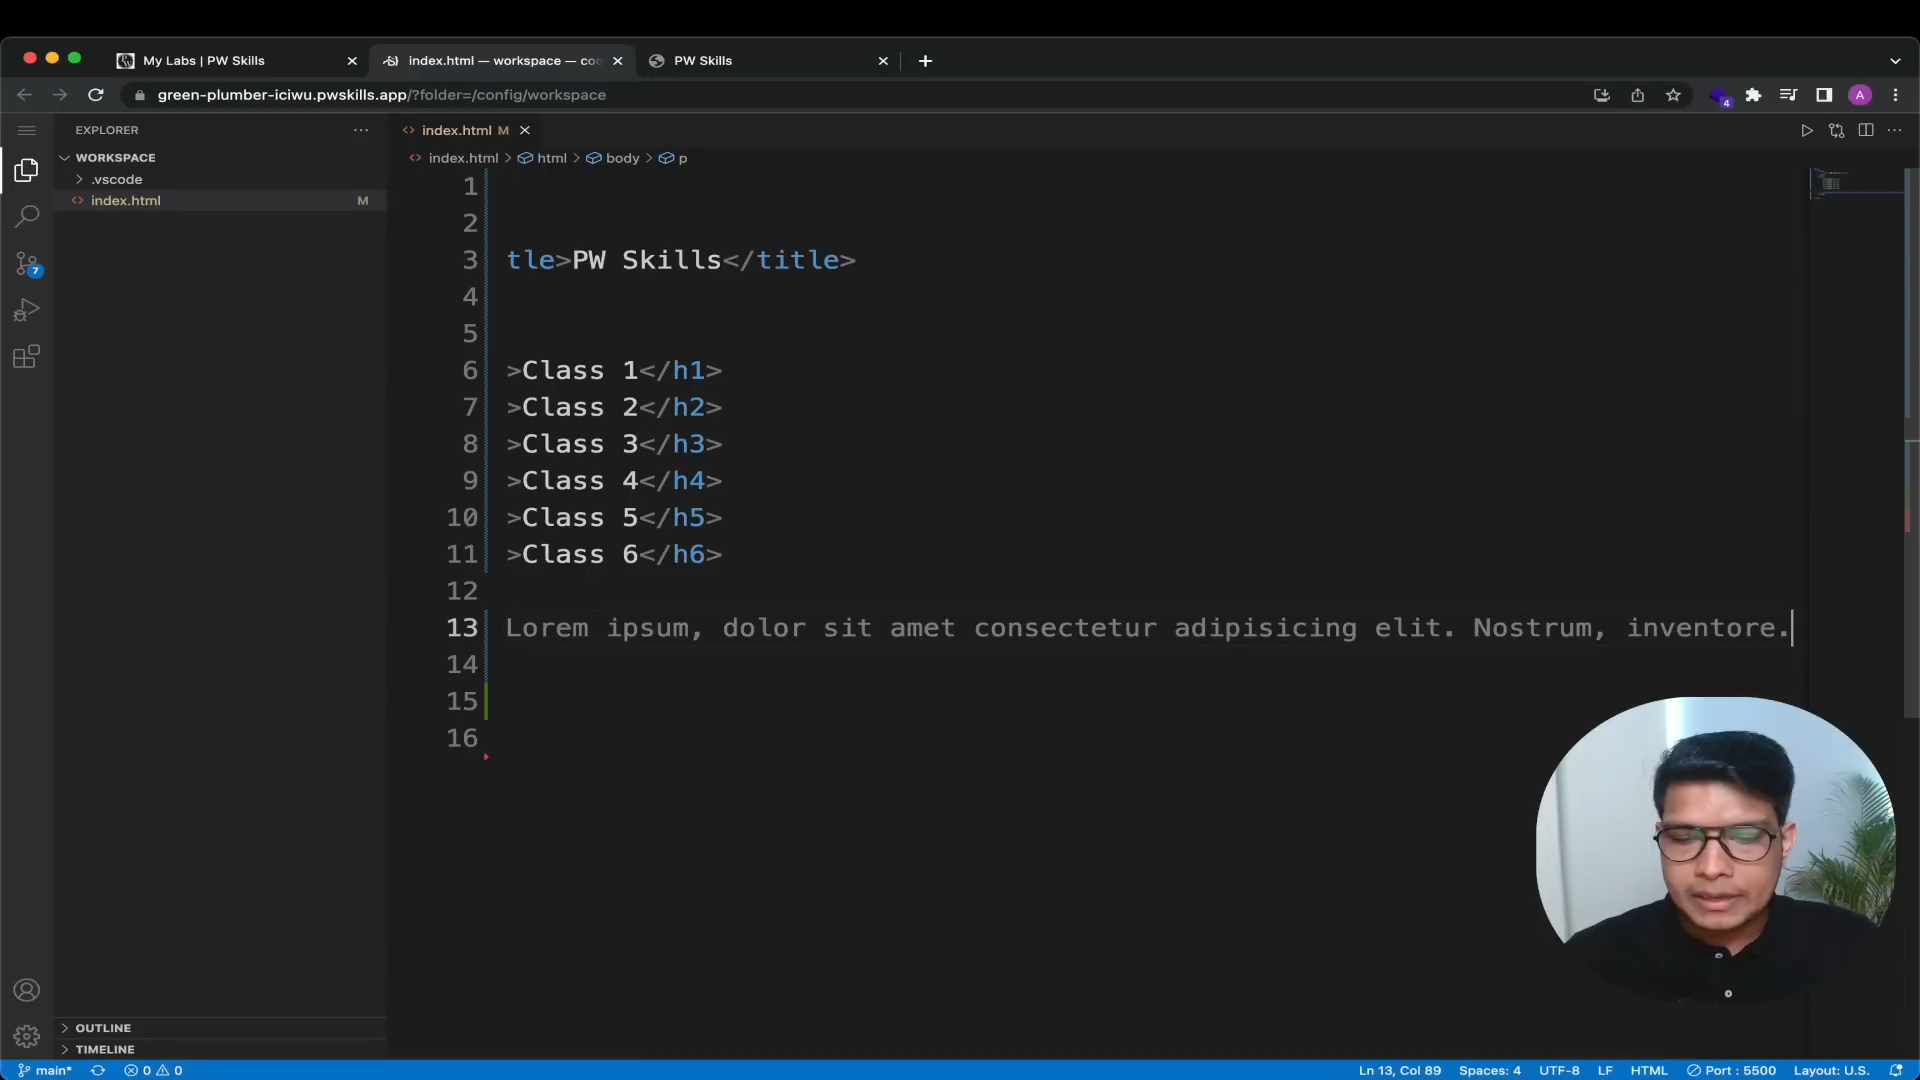 My Labs | PW Skills
index.html — workspace — co
PW Skills
green-plumber-iciwu.pwskills.app/?folder=/config/workspace
4
A
EXPLORER
index.html M
WORKSPACE
index.html > html > body > p
.vscode
index.html M
7
1
2
3 tle>PW Skills</title>
4
5
6 >Class 1</h1>
7 >Class 2</h2>
8 >Class 3</h3>
9 >Class 4</h4>
10 >Class 5</h5>
11 >Class 6</h6>
12
13 Lorem ipsum, dolor sit amet consectetur adipisicing elit. Nostrum, inventore.
14
15
16
OUTLINE
TIMELINE
main* 0 0 Ln 13, Col 89 Spaces: 4 UTF-8 LF HTML Port : 5500 Layout: U.S.